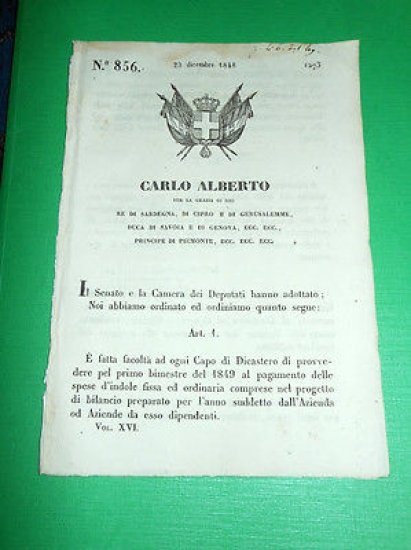 N.° 856.
23 dicembre 1848
1293
CARLO ALBERTO
PER LA GRAZIA DI DIO
RE DI SARDEGNA, DI CIPRO E DI GERUSALEMME,
DUCA DI SAVOIA E DI GENOVA, ECC. ECC.,
PRINCIPE DI PIEMONTE, ECC. ECC. ECC.
Il Senato e la Camera dei Deputati hanno adottato;
Noi abbiamo ordinato ed ordiniamo quanto segue:
Art. 1.
È fatta facoltà ad ogni Capo di Dicastero di provve-
dere pel primo bimestre del 1849 al pagamento delle
spese d'indole fissa ed ordinaria comprese nel progetto
di bilancio preparato per l'anno suddetto dall'Azienda
od Aziende da esso dipendenti.
Vol. XVI.